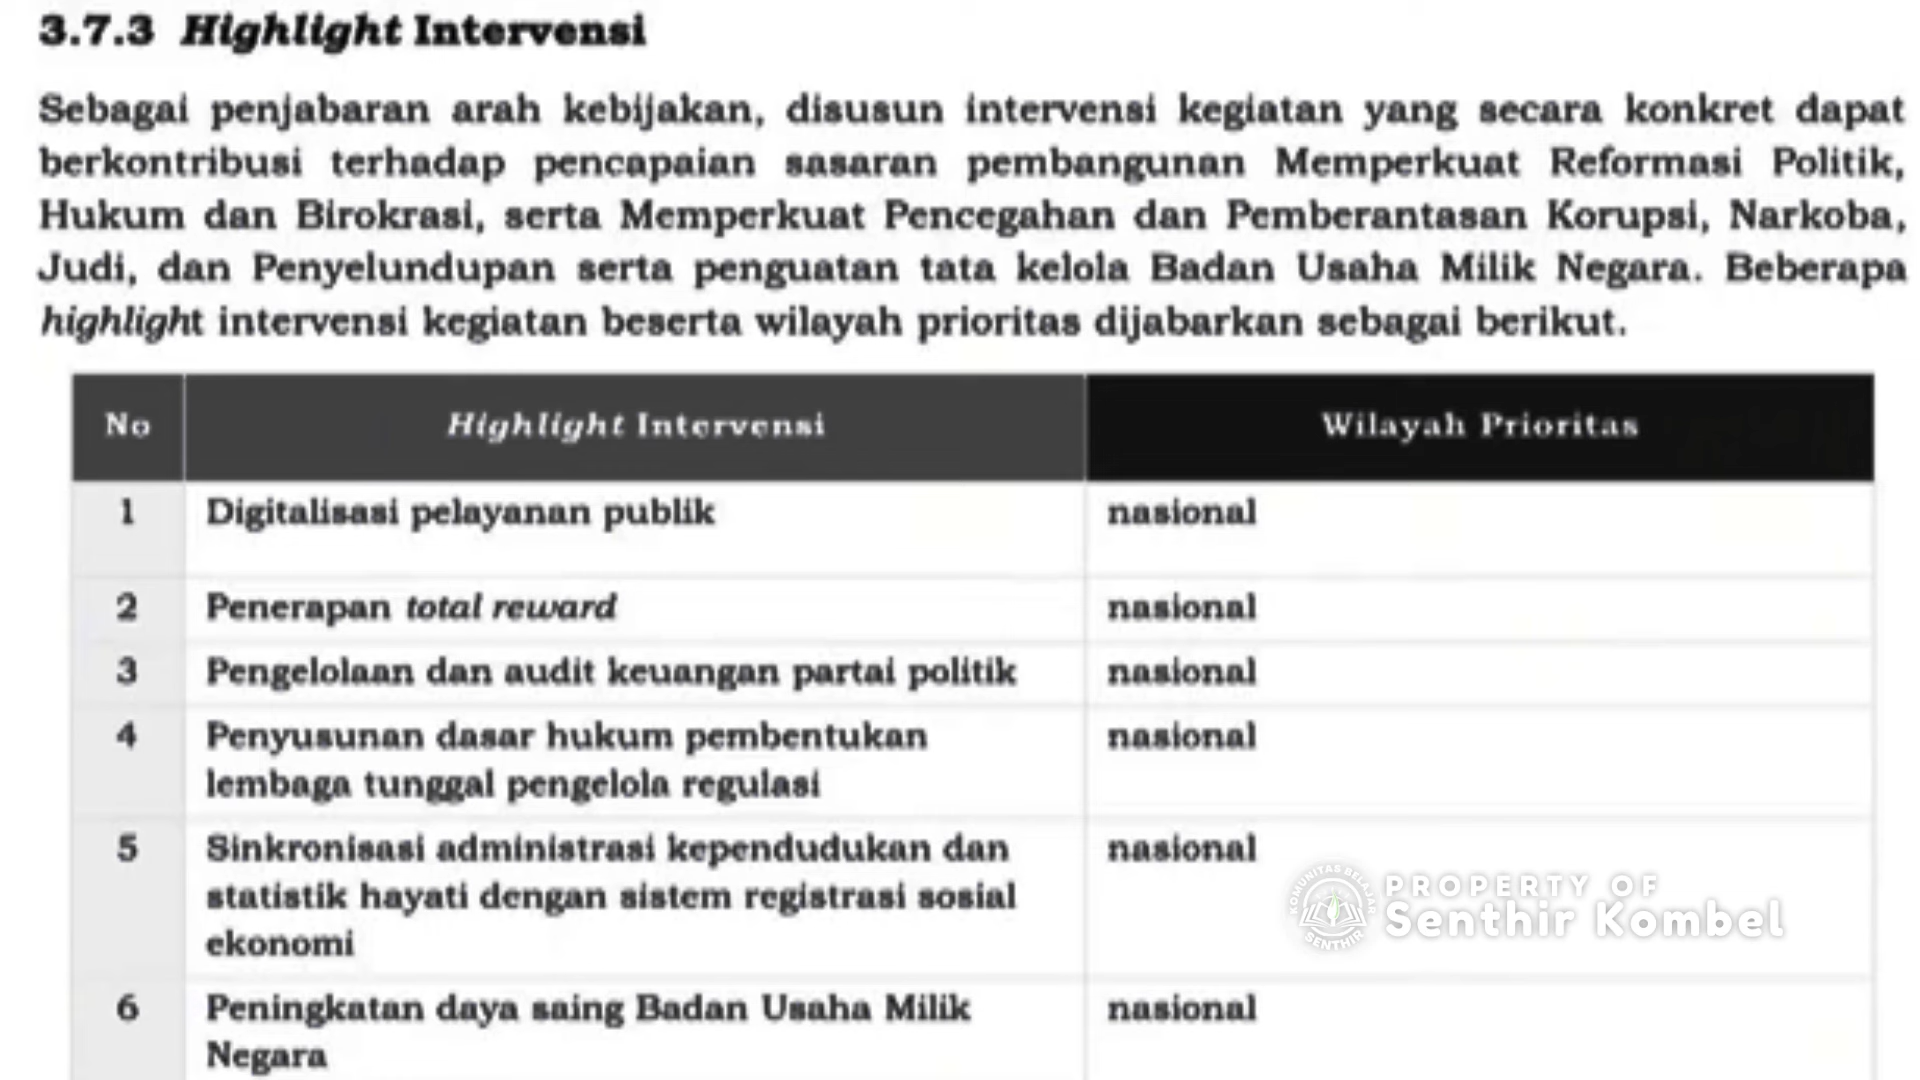 3.7.3 Highlight Intervensi
Sebagai penjabaran arah kebijakan, disusun intervensi kegiatan yang secara konkret dapat
berkontribusi terhadap pencapaian sasaran pembangunan Memperkuat Reformasi Politik,
Hukum dan Birokrasi, serta Memperkuat Pencegahan dan Pemberantasan Korupsi, Narkoba,
Judi, dan Penyelundupan serta penguatan tata kelola Badan Usaha Milik Negara. Beberapa
highlight intervensi kegiatan beserta wilayah prioritas dijabarkan sebagai berikut.
No Highlight Intervensi Wilayah Prioritas
1 Digitalisasi pelayanan publik nasional
2 Penerapan total reward nasional
3 Pengelolaan dan audit keuangan partai politik nasional
4 Penyusunan dasar hukum pembentukan nasional
lembaga tunggal pengelola regulasi
5 Sinkronisasi administrasi kependudukan dan nasional
statistik hayati dengan sistem registrasi sosial
ekonomi
KOMUNITAS BELAJAR
SENTHIR
PROPERTY OF
Senthir Kombel
6 Peningkatan daya saing Badan Usaha Milik nasional
Negara